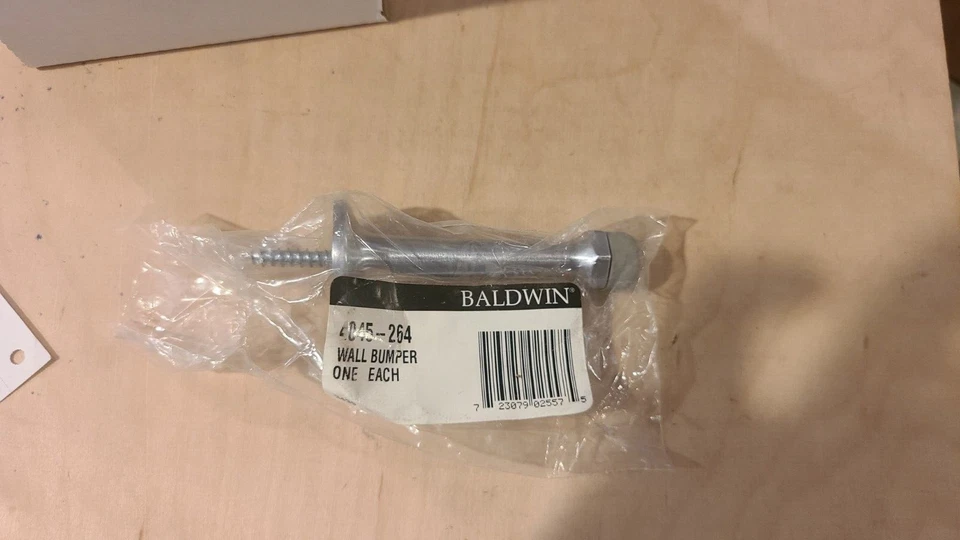 BALDWIN®
4045-264
WALL BUMPER
ONE EACH
7 23079 02557 5